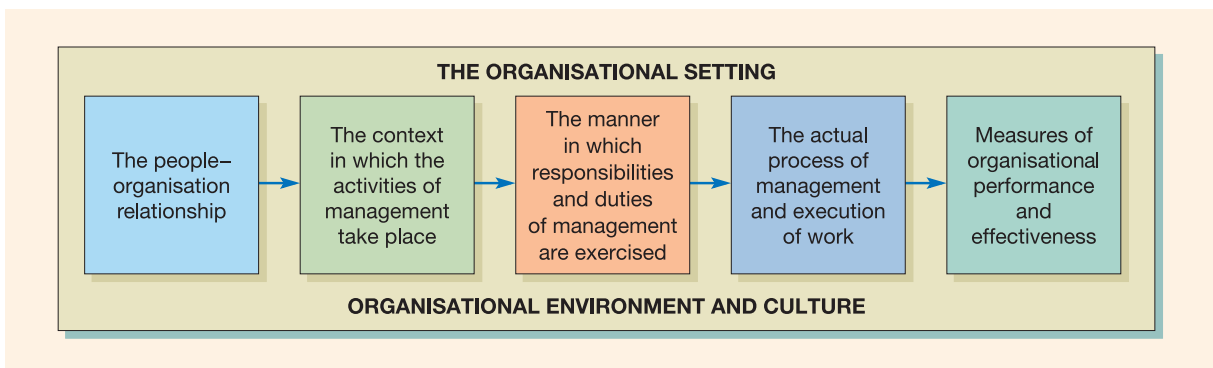 THE ORGANISATIONAL SETTING
The people–
organisation
relationship
The context
in which the
activities of
management
take place
The manner
in which
responsibilities
and duties
of management
are exercised
The actual
process of
management
and execution
of work
Measures of
organisational
performance
and
effectiveness
ORGANISATIONAL ENVIRONMENT AND CULTURE